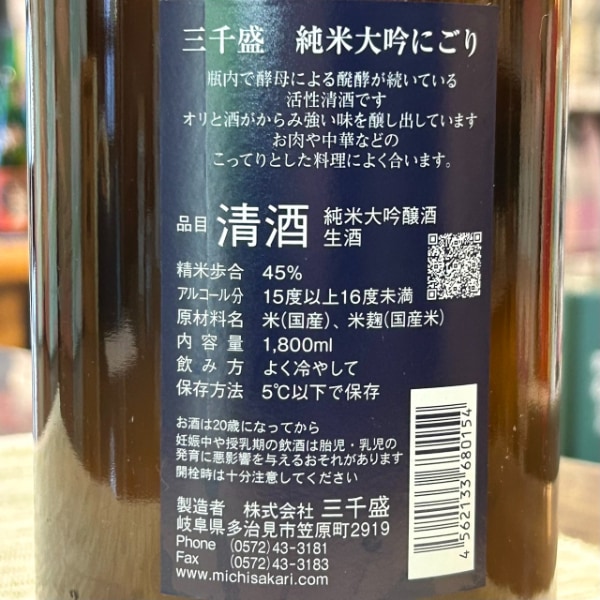 三千盛　純米大吟にごり
瓶内で酵母による醗酵が続いている
活性清酒です
オリと酒がからみ強い味を醸し出しています
お肉や中華などの
こってりとした料理によく合います。
品目 清酒 純米大吟醸酒
生酒
精米歩合 45%
アルコール分 15度以上16度未満
原材料名 米(国産)、米麹(国産米)
内容量 1,800ml
飲み方 よく冷やして
保存方法 5℃以下で保存
お酒は20歳になってから
妊娠中や授乳期の飲酒は胎児・乳児の
発育に悪影響を与えるおそれがあります
開栓時は十分注意してください
製造者 株式会社 三千盛
岐阜県多治見市笠原町2919
Phone (0572)43-3181
Fax (0572)43-3183
www.michisakari.com
4562133680154